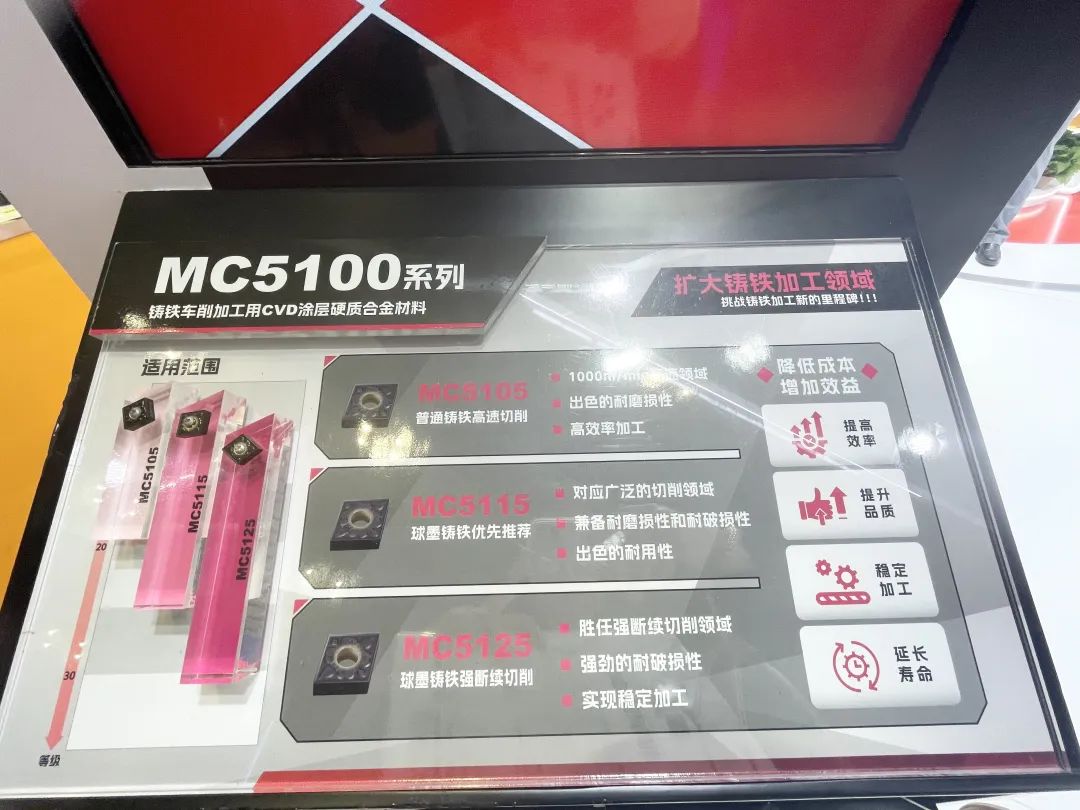 MC5100系列
铸铁车削加工用CVD涂层硬质合金材料
扩大铸铁加工领域
挑战铸铁加工新的里程碑!!!
适用范围
MC5105
MC5115
MC5125
20
30
等级
MC5105
普通铸铁高速切削
出色的耐磨损性
高效率加工
MC5115
球墨铸铁优先推荐
对应广泛的切削领域
兼备耐磨损性和耐破损性
出色的耐用性
MC5125
球墨铸铁强断续切削
胜任强断续切削领域
强劲的耐破损性
实现稳定加工
降低成本
增加效益
提高
效率
提升
品质
稳定
加工
延长
寿命